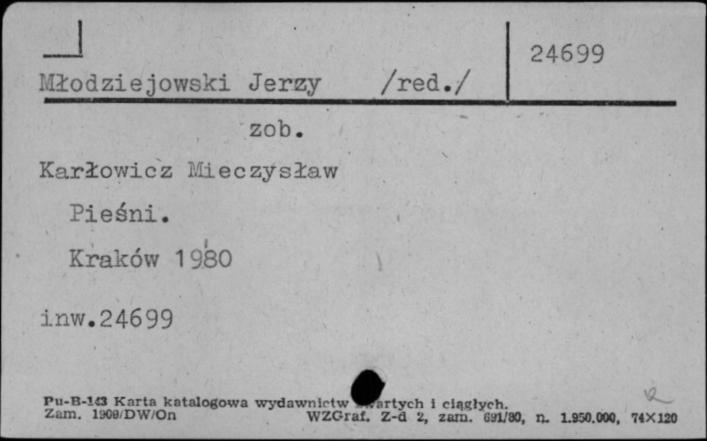 24699
Młodziejowski Jerzy /red./
zob.
Karłowicz Mieczysław
Pieśni.
Kraków 1980
inw.24699
Pu-B-143 Karta katalogowa wydawnictw i ciągłych.
Zam. 1909/DW/On WZGraf. Z-d 2, zam. 691/80, n. 1.950.000, 74X120